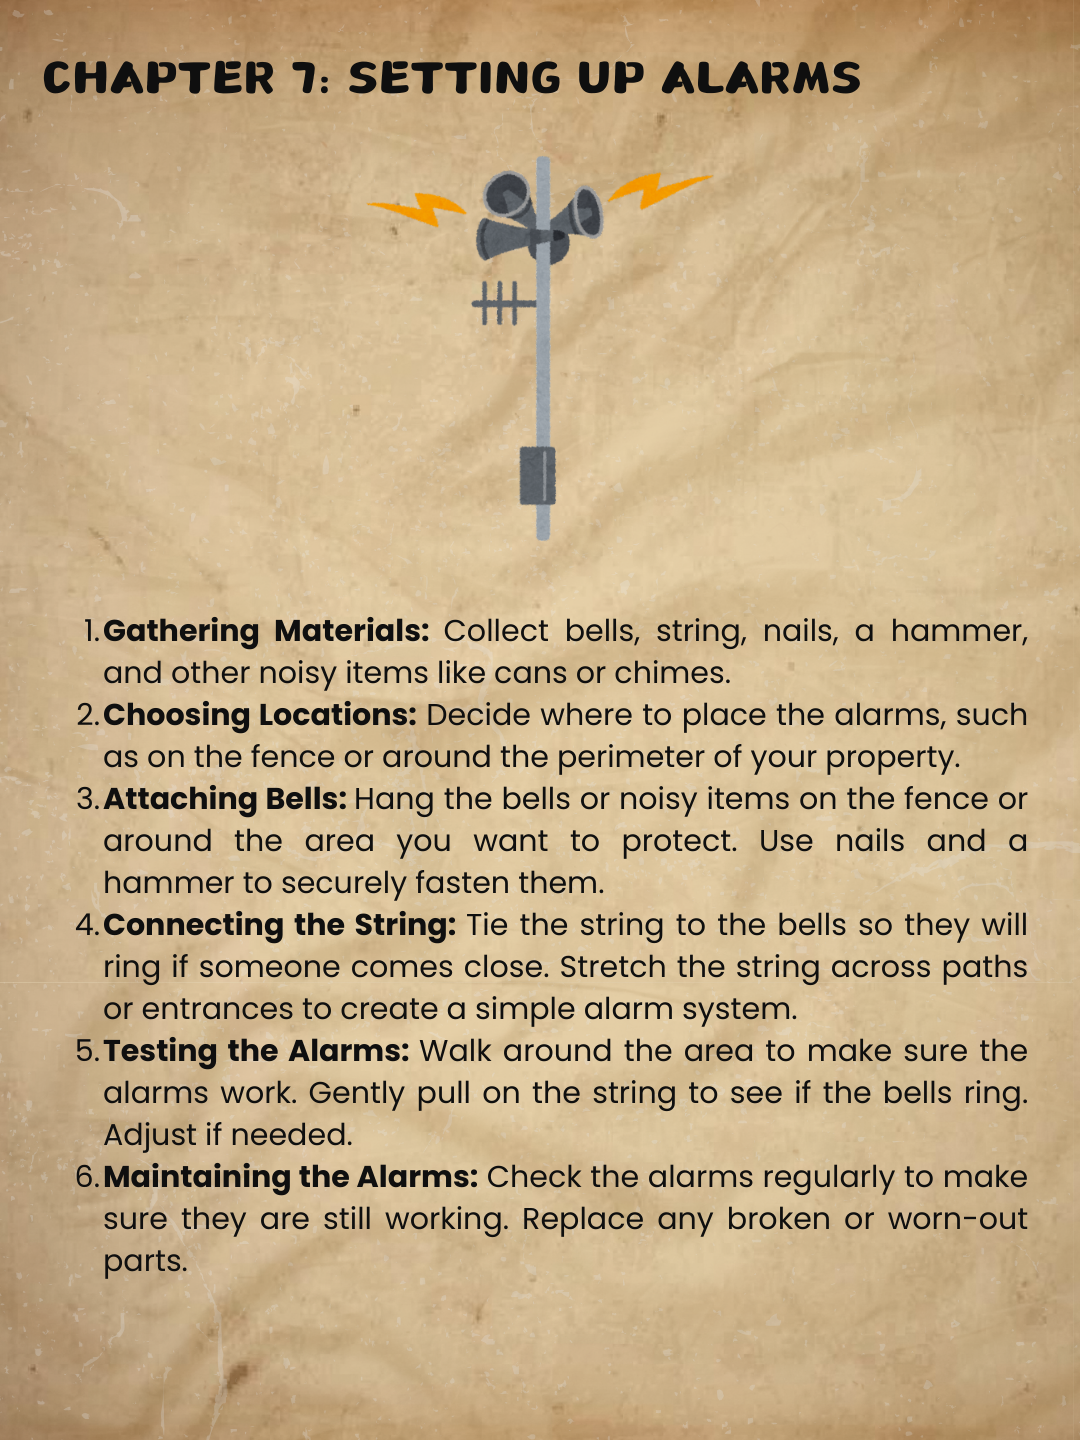 CHAPTER 7: SETTING UP ALARMS
1. Gathering Materials: Collect bells, string, nails, a hammer,
and other noisy items like cans or chimes.
2. Choosing Locations: Decide where to place the alarms, such
as on the fence or around the perimeter of your property.
3. Attaching Bells: Hang the bells or noisy items on the fence or
around the area you want to protect. Use nails and a
hammer to securely fasten them.
4. Connecting the String: Tie the string to the bells so they will
ring if someone comes close. Stretch the string across paths
or entrances to create a simple alarm system.
5. Testing the Alarms: Walk around the area to make sure the
alarms work. Gently pull on the string to see if the bells ring.
Adjust if needed.
6. Maintaining the Alarms: Check the alarms regularly to make
sure they are still working. Replace any broken or worn-out
parts.